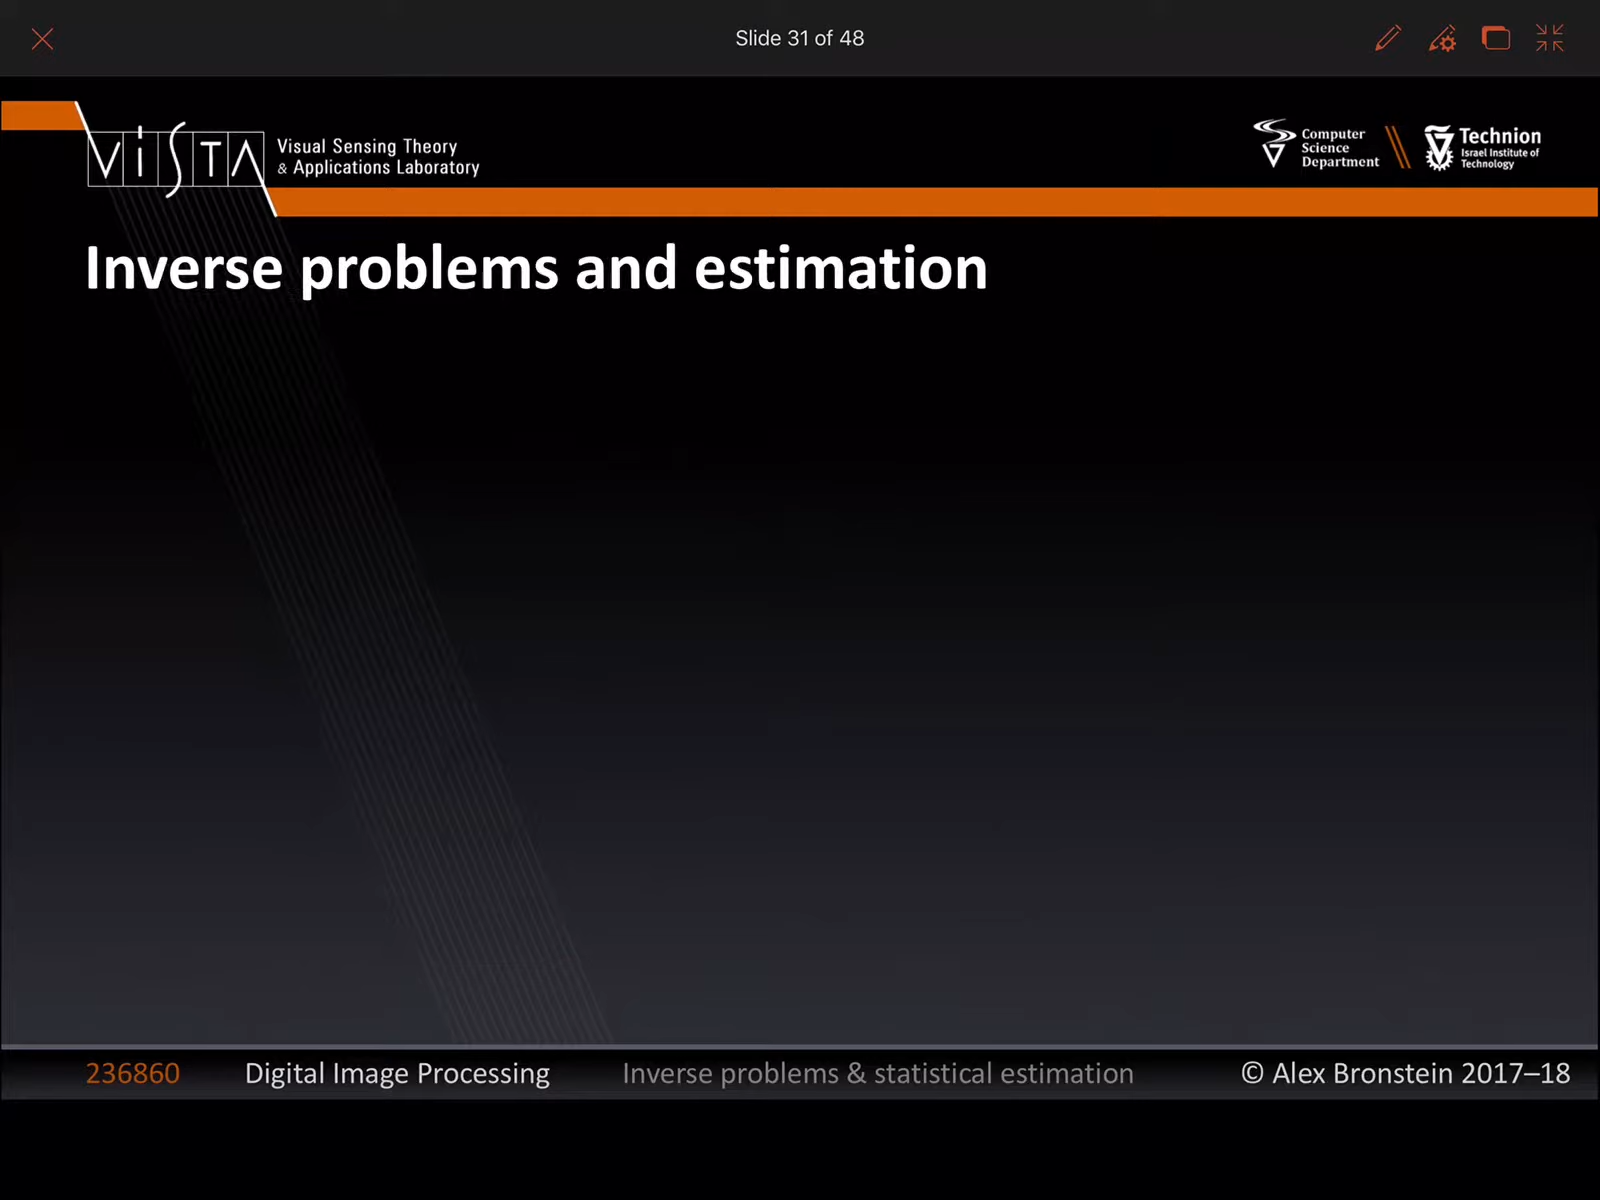 Slide 31 of 48
ViSTA
Visual Sensing Theory
& Applications Laboratory
Computer
Science
Department
Technion
Israel Institute of
Technology
Inverse problems and estimation
236860 Digital Image Processing Inverse problems & statistical estimation © Alex Bronstein 2017–18